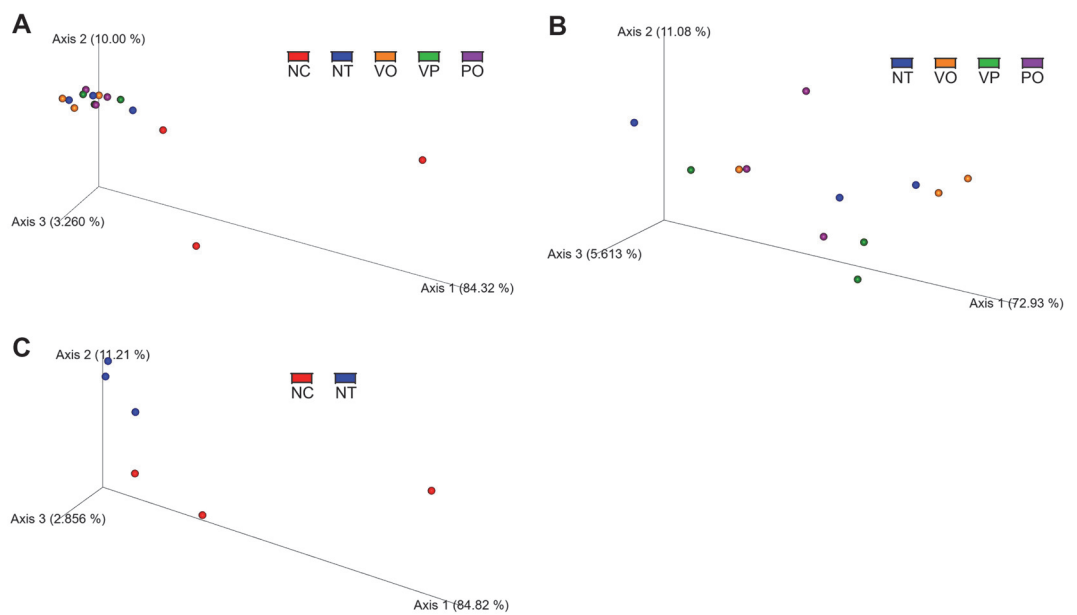 A
Axis 2 (10.00 %)
NC NT VO VP PO
Axis 3 (3.260 %)
Axis 1 (84.32 %)
B
Axis 2 (11.08 %)
NT VO VP PO
Axis 3 (5.613 %)
Axis 1 (72.93 %)
C
Axis 2 (11.21 %)
NC NT
Axis 3 (2.856 %)
Axis 1 (84.82 %)